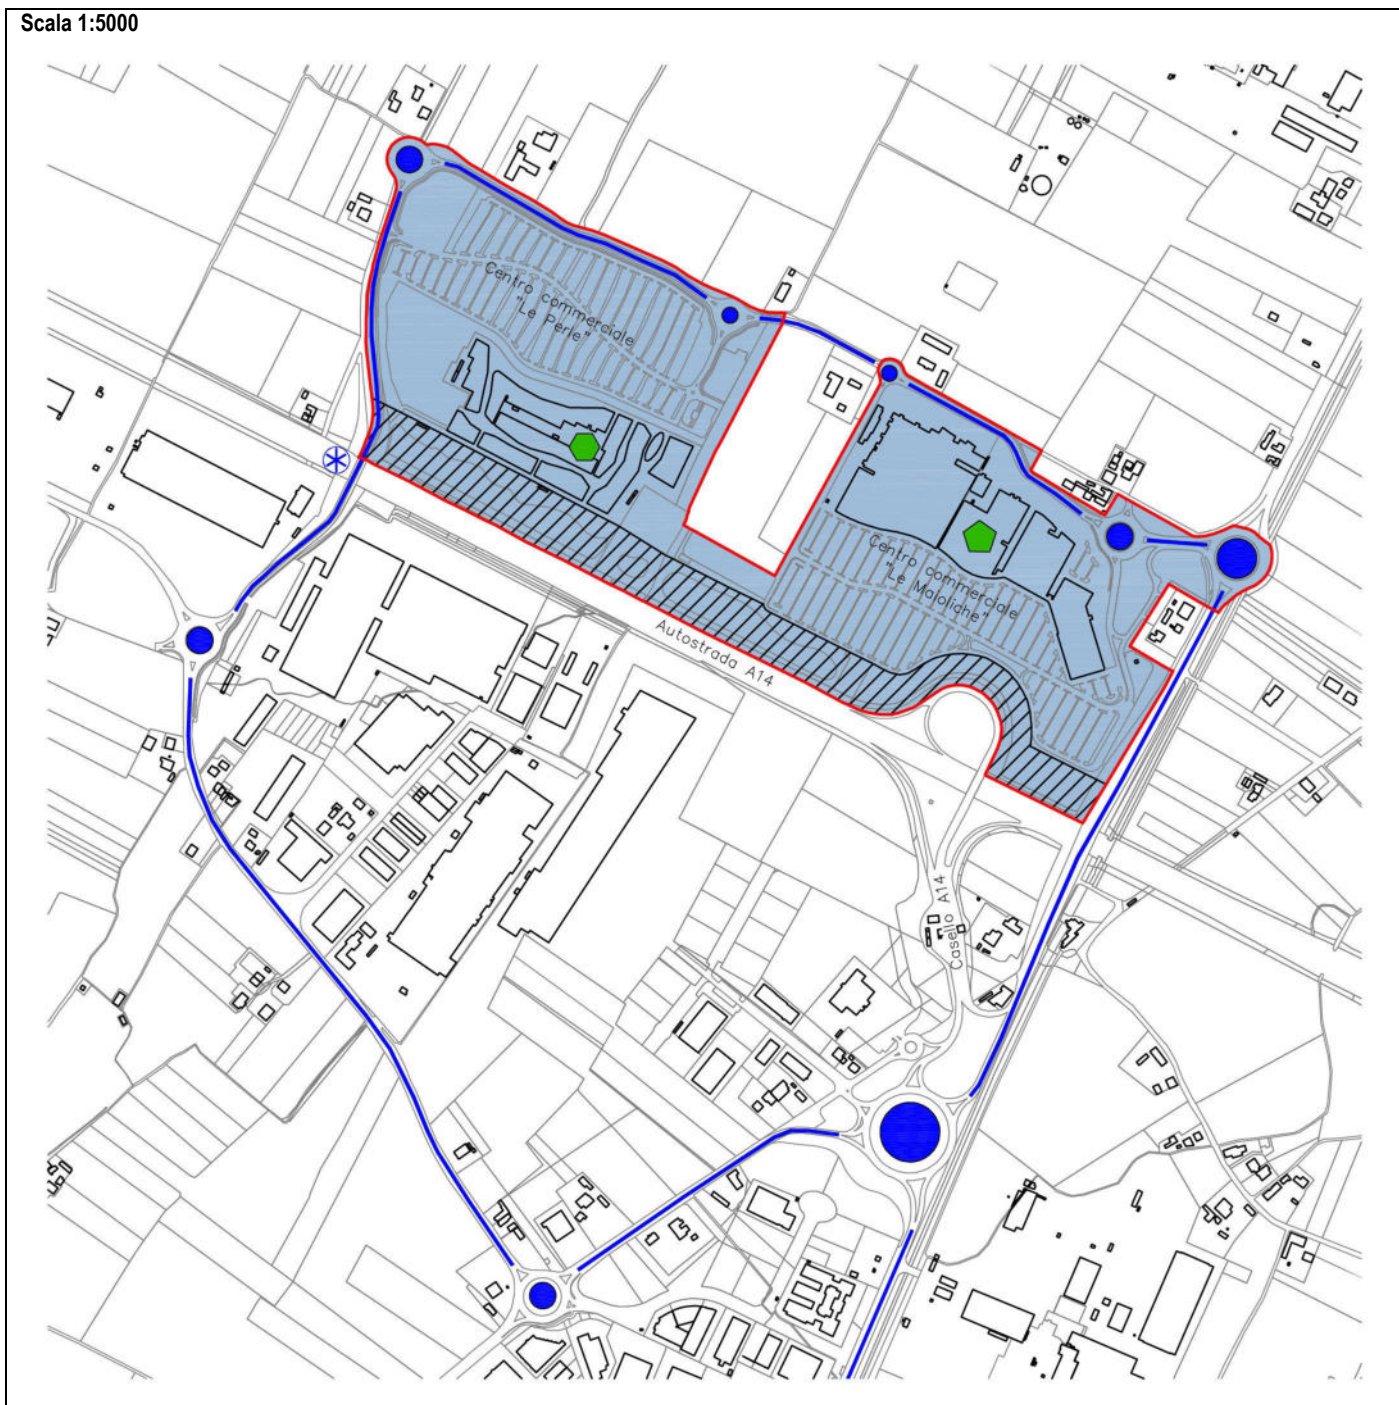 Scala 1:5000
Centro commerciale
"Le Perle"
Centro commerciale
"Le Maioliche"
Autostrada A14
Casello A14